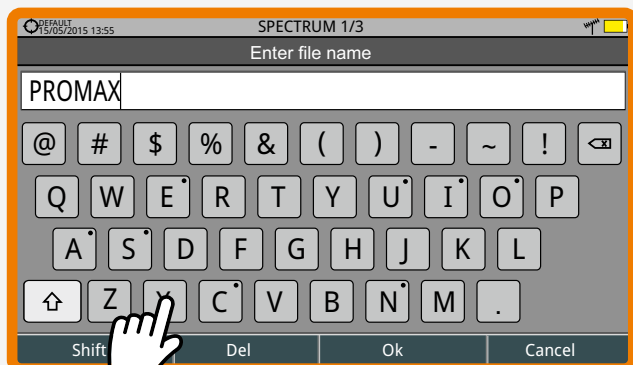 DEFAULT
15/05/2015 13:55
SPECTRUM 1/3
Enter file name
PROMAX
@ # $ % & ( ) - ~ !
Q W E R T Y U I O P
A S D F G H J K L
Z X C V B N M .
Shift Del Ok Cancel